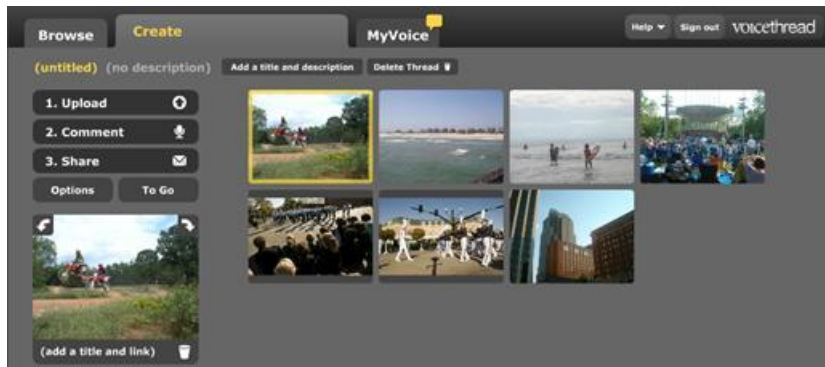 Browse
Create
MyVoice
Help
Sign out
voicethread
(untitled) (no description)
Add a title and description
Delete Thread
1. Upload
2. Comment
3. Share
Options
To Go
(add a title and link)